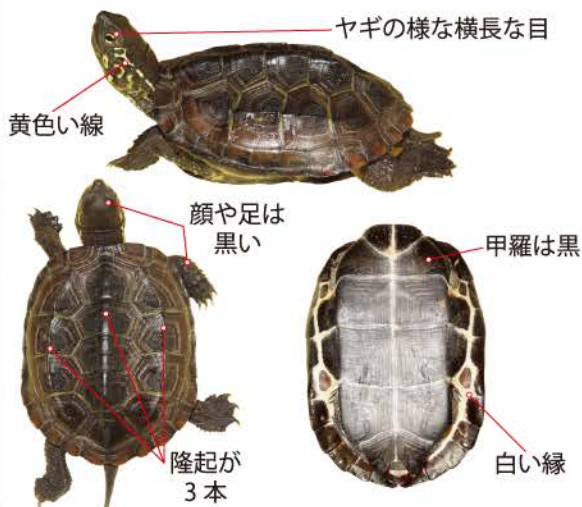 ヤギの様な横長な目
黄色い線
顔や足は
黒い
甲羅は黒
隆起が
3本
白い縁